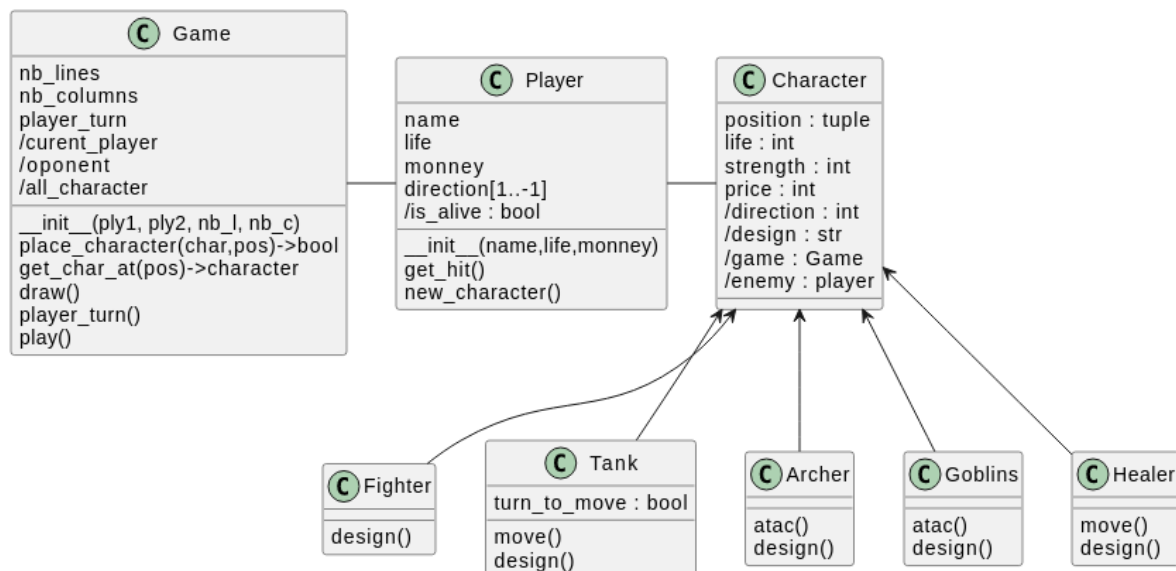 C Game
nb_lines
nb_columns
player_turn
/curent_player
/oponent
/all_character
__init__(ply1, ply2, nb_l, nb_c)
place_character(char,pos)->bool
get_char_at(pos)->character
draw()
player_turn()
play()
C Player
name
life
monney
direction[1..-1]
/is_alive : bool
__init__(name,life,monney)
get_hit()
new_character()
C Character
position : tuple
life : int
strength : int
price : int
/direction : int
/design : str
/game : Game
/enemy : player
C Fighter
design()
C Tank
turn_to_move : bool
move()
design()
C Archer
atac()
design()
C Goblins
atac()
design()
C Healer
move()
design()